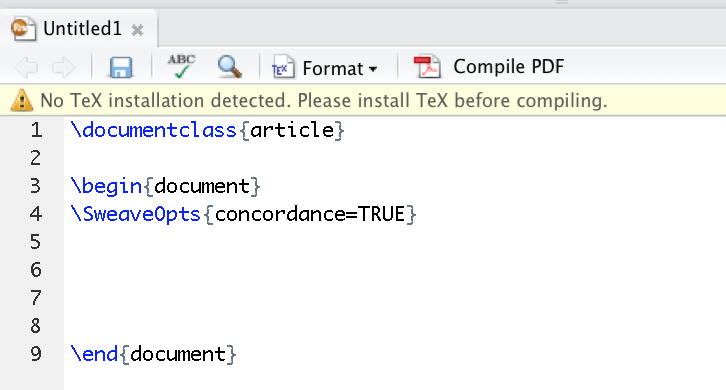 Untitled1
ABC Format Compile PDF
No TeX installation detected. Please install TeX before compiling.
1 \documentclass{article}
2
3 \begin{document}
4 \SweaveOpts{concordance=TRUE}
5
6
7
8
9 \end{document}